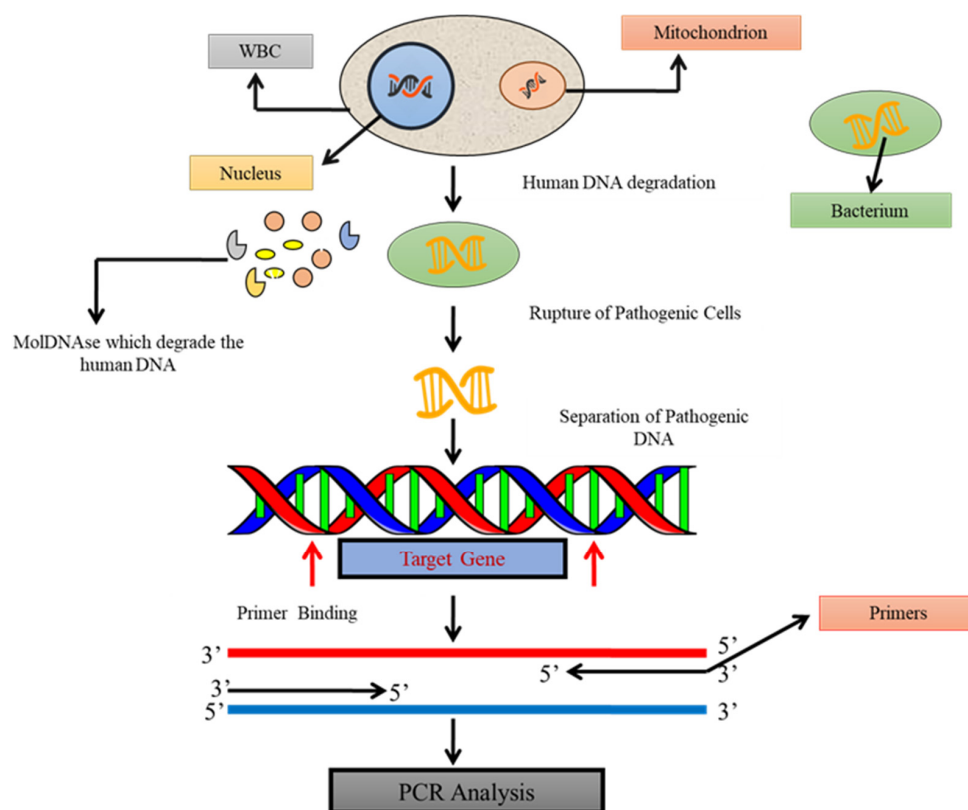 WBC
Mitochondrion
Nucleus
Human DNA degradation
Bacterium
MolDNAse which degrade the
human DNA
Rupture of Pathogenic Cells
Separation of Pathogenic
DNA
Target Gene
Primer Binding
Primers
3’
5’
5’
3’
3’
5’
5’
3’
PCR Analysis